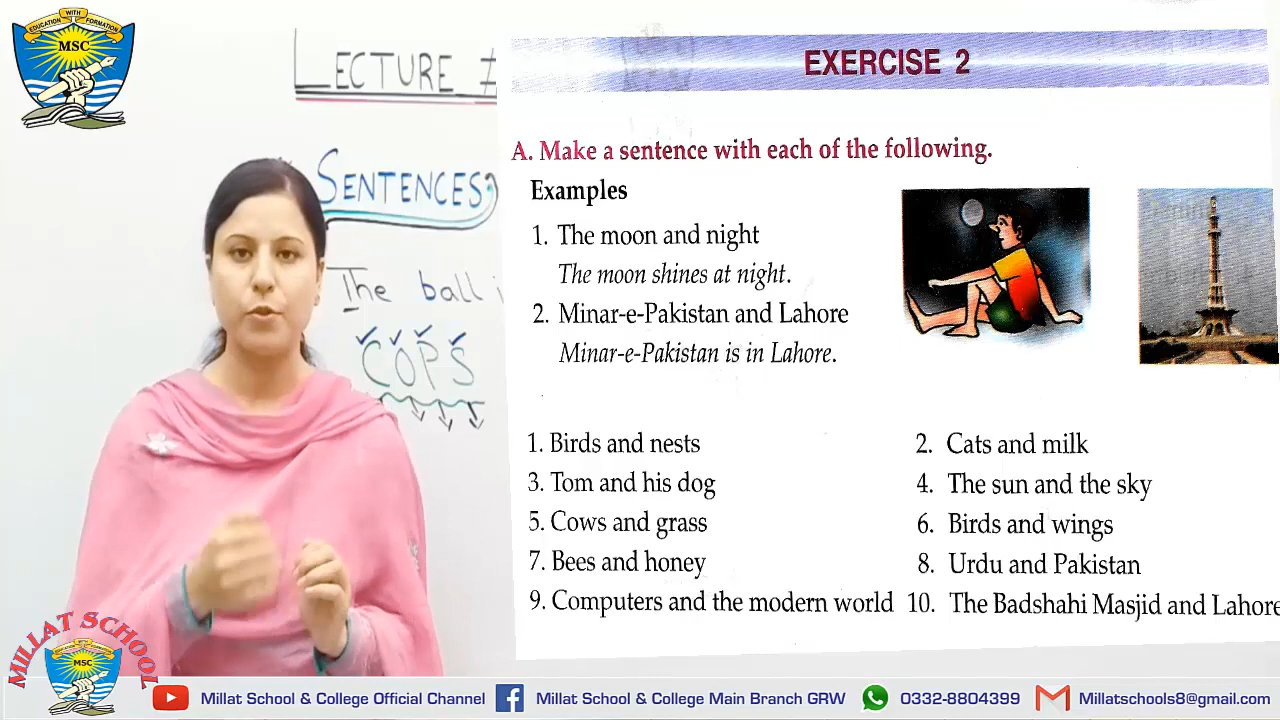 EDUCATION WITH FORMATION
MSC
LECTURE #
SENTENCES
The ball i
COPS
EXERCISE 2
A. Make a sentence with each of the following.
Examples
1. The moon and night
The moon shines at night.
2. Minar-e-Pakistan and Lahore
Minar-e-Pakistan is in Lahore.
1. Birds and nests
2. Cats and milk
3. Tom and his dog
4. The sun and the sky
5. Cows and grass
6. Birds and wings
7. Bees and honey
8. Urdu and Pakistan
9. Computers and the modern world
10. The Badshahi Masjid and Lahore
MILLAT SCHOOL
MSC
Millat School & College Official Channel
Millat School & College Main Branch GRW
0332-8804399
Millatschools8@gmail.com